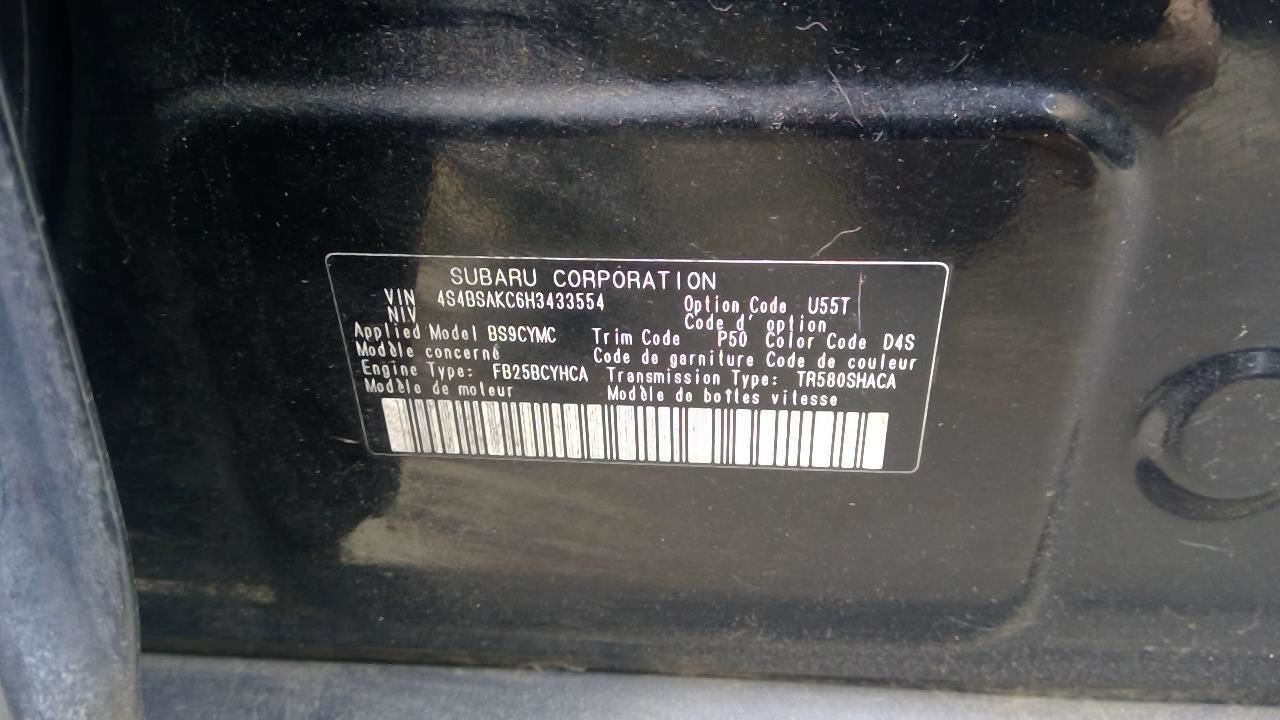 SUBARU CORPORATION
VIN 4S4BSAKC6H3433554 Option Code U55T
NIV Code d' option
Applied Model BS9CYMC Trim Code P50 Color Code D4S
Modèle concerné Code de garniture Code de couleur
Engine Type: FB25BCYHCA Transmission Type: TR580SHACA
Modèle de moteur Modèle de boîtes vitesse